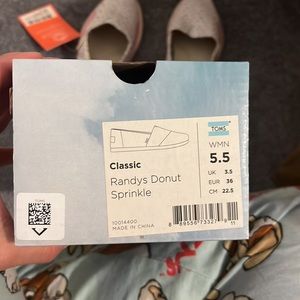 TOMS
WMN
5.5
UK 3.5
EUR 36
CM 22.5
Classic
Randys Donut
Sprinkle
10014400
MADE IN CHINA
TOMS